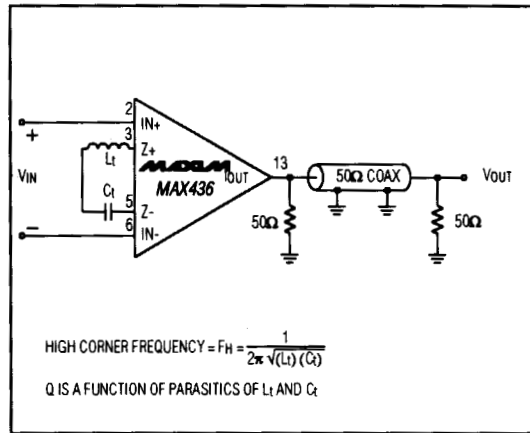 2
IN+
+
3
Z+
Lt
MAXIM
IOUT
13
50Ω COAX
VOUT
VIN
MAX436
Ct
5
Z-
50Ω
50Ω
6
IN-
−
HIGH CORNER FREQUENCY = FH = 1 / 2π √(Lt) (Ct)
Q IS A FUNCTION OF PARASITICS OF Lt AND Ct